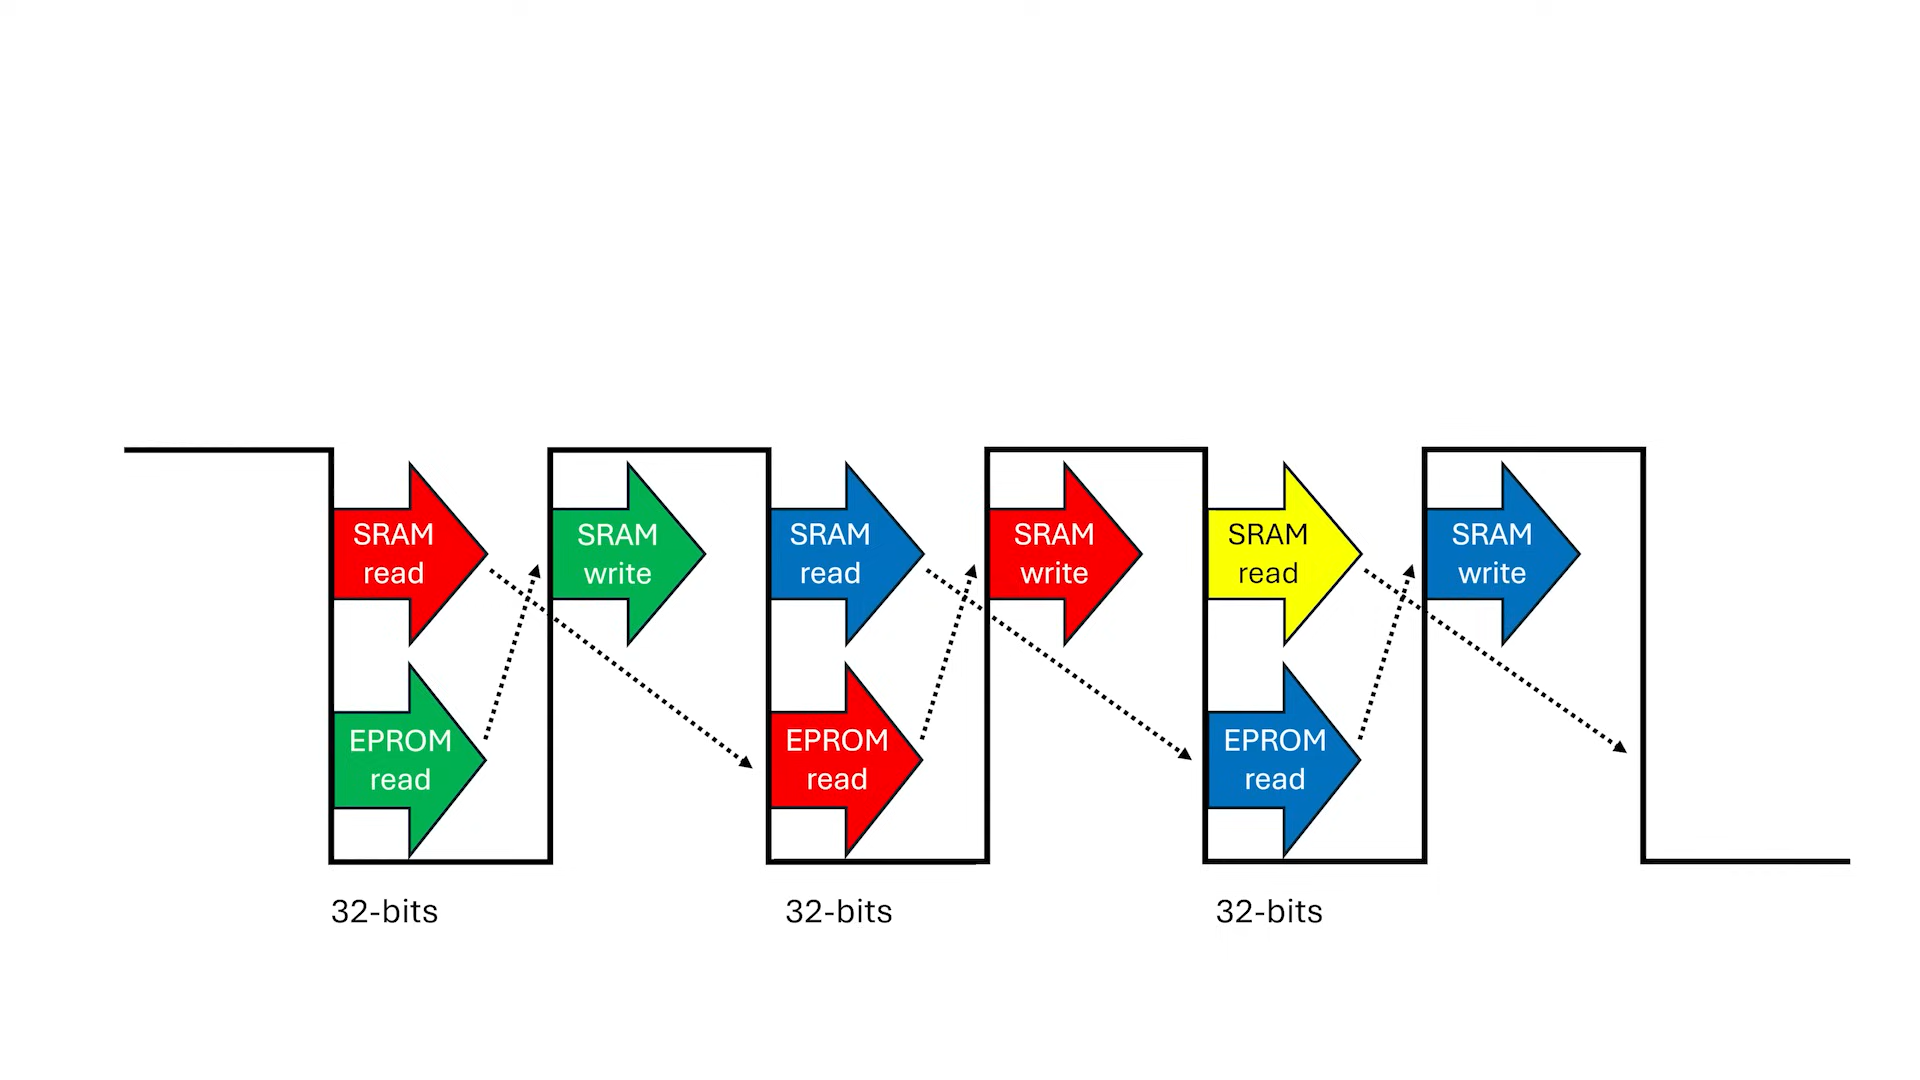 SRAM
read
SRAM
write
SRAM
read
SRAM
write
SRAM
read
SRAM
write
EPROM
read
EPROM
read
EPROM
read
32-bits
32-bits
32-bits